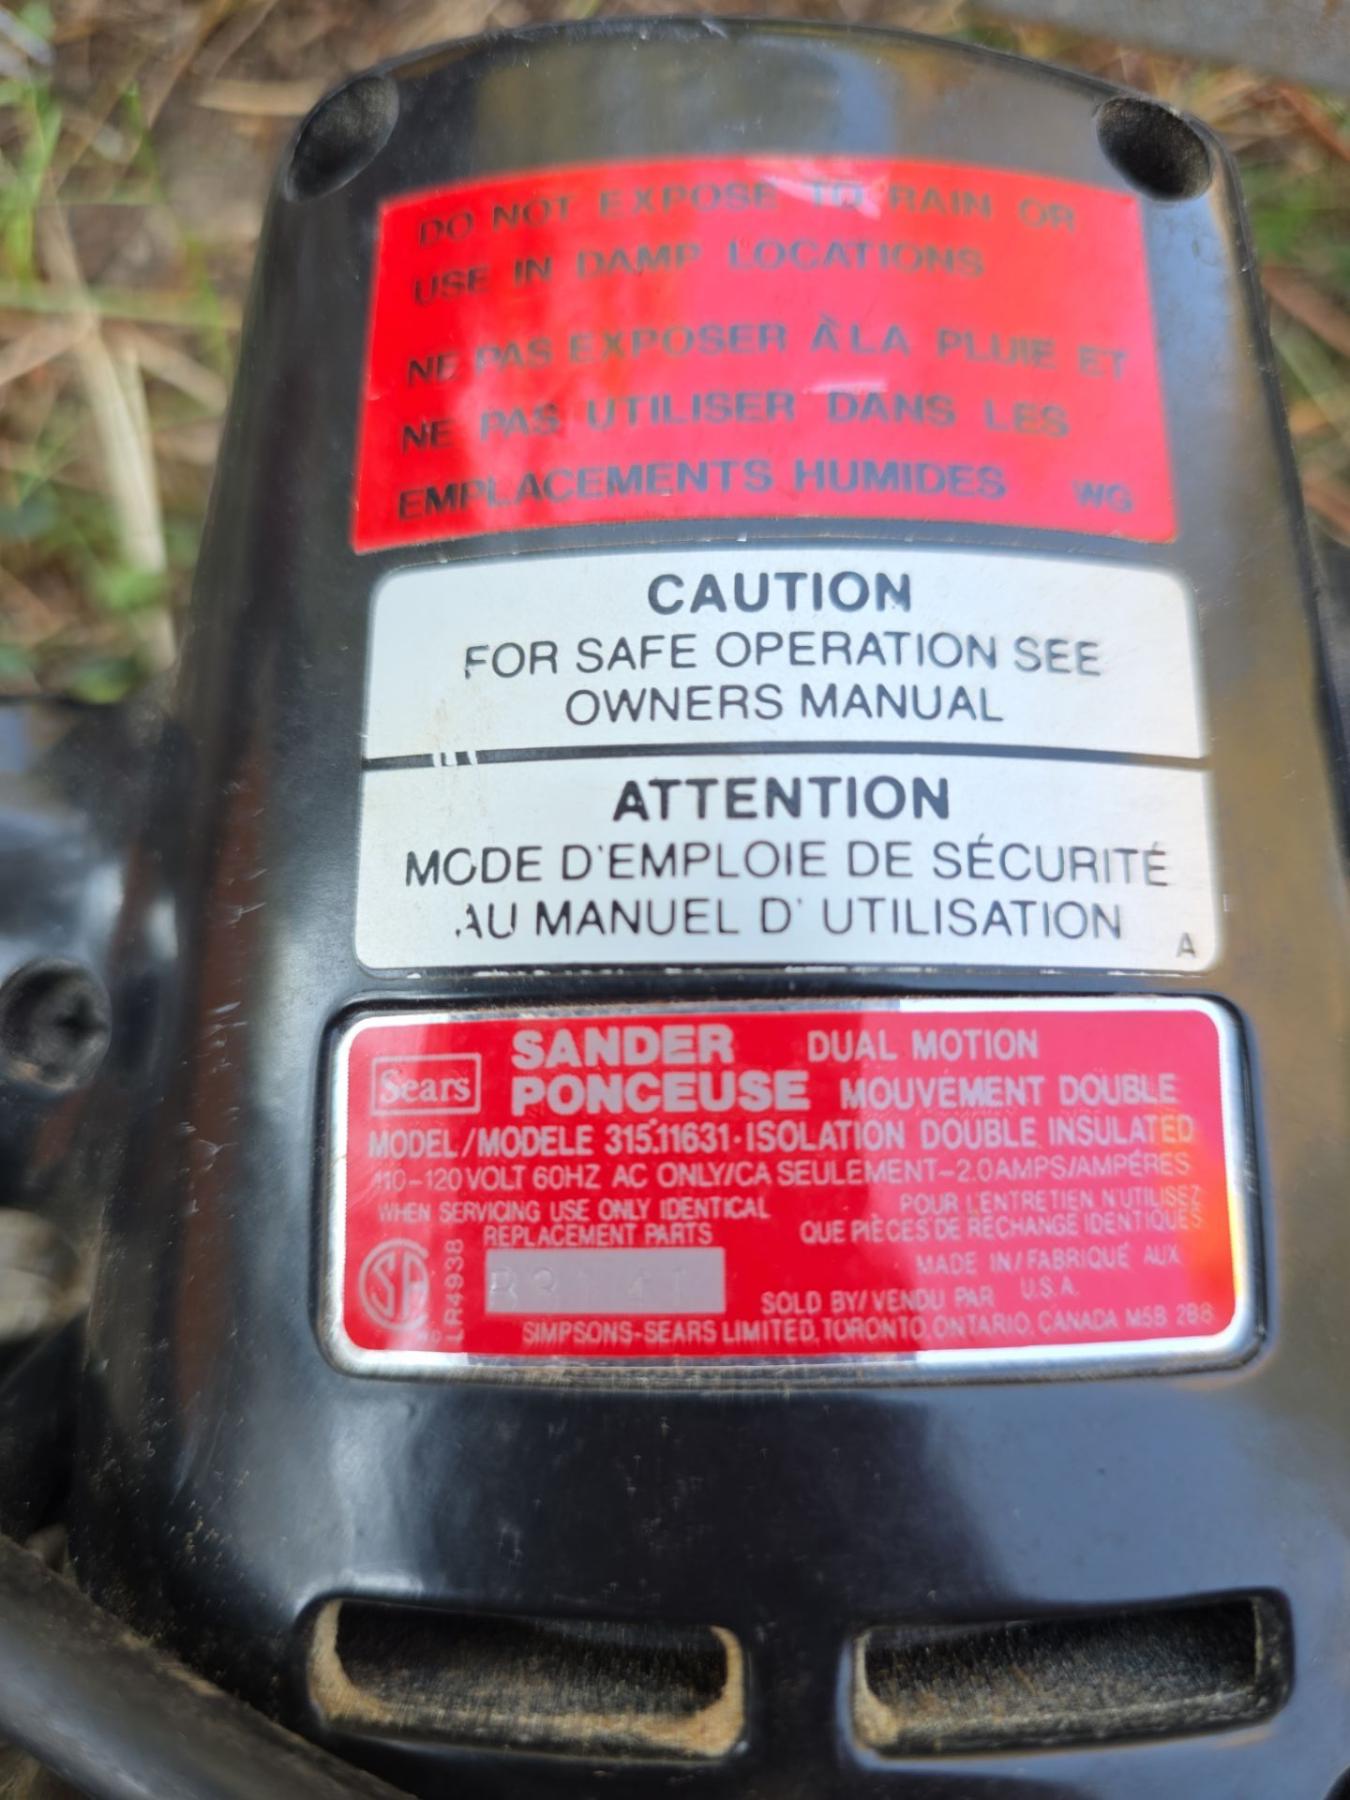 DO NOT EXPOSE TO RAIN OR
USE IN DAMP LOCATIONS
NE PAS EXPOSER À LA PLUIE ET
NE PAS UTILISER DANS LES
EMPLACEMENTS HUMIDES WG
CAUTION
FOR SAFE OPERATION SEE
OWNERS MANUAL
ATTENTION
MODE D'EMPLOIE DE SÉCURITÉ
AU MANUEL D' UTILISATION
A
Sears
SANDER DUAL MOTION
PONCEUSE MOUVEMENT DOUBLE
MODEL/MODELE 315.11631·ISOLATION DOUBLE INSULATED
110-120 VOLT 60HZ AC ONLY/CA SEULEMENT-2.0AMPS/AMPÉRES
WHEN SERVICING USE ONLY IDENTICAL
REPLACEMENT PARTS
POUR L'ENTRETIEN N'UTILISEZ
QUE PIÈCES DE RECHANGE IDENTIQUES
MADE IN/FABRIQUÉ AUX
U.S.A.
LR4938
SOLD BY/VENDU PAR
SIMPSONS-SEARS LIMITED, TORONTO, ONTARIO, CANADA M5B 2B8